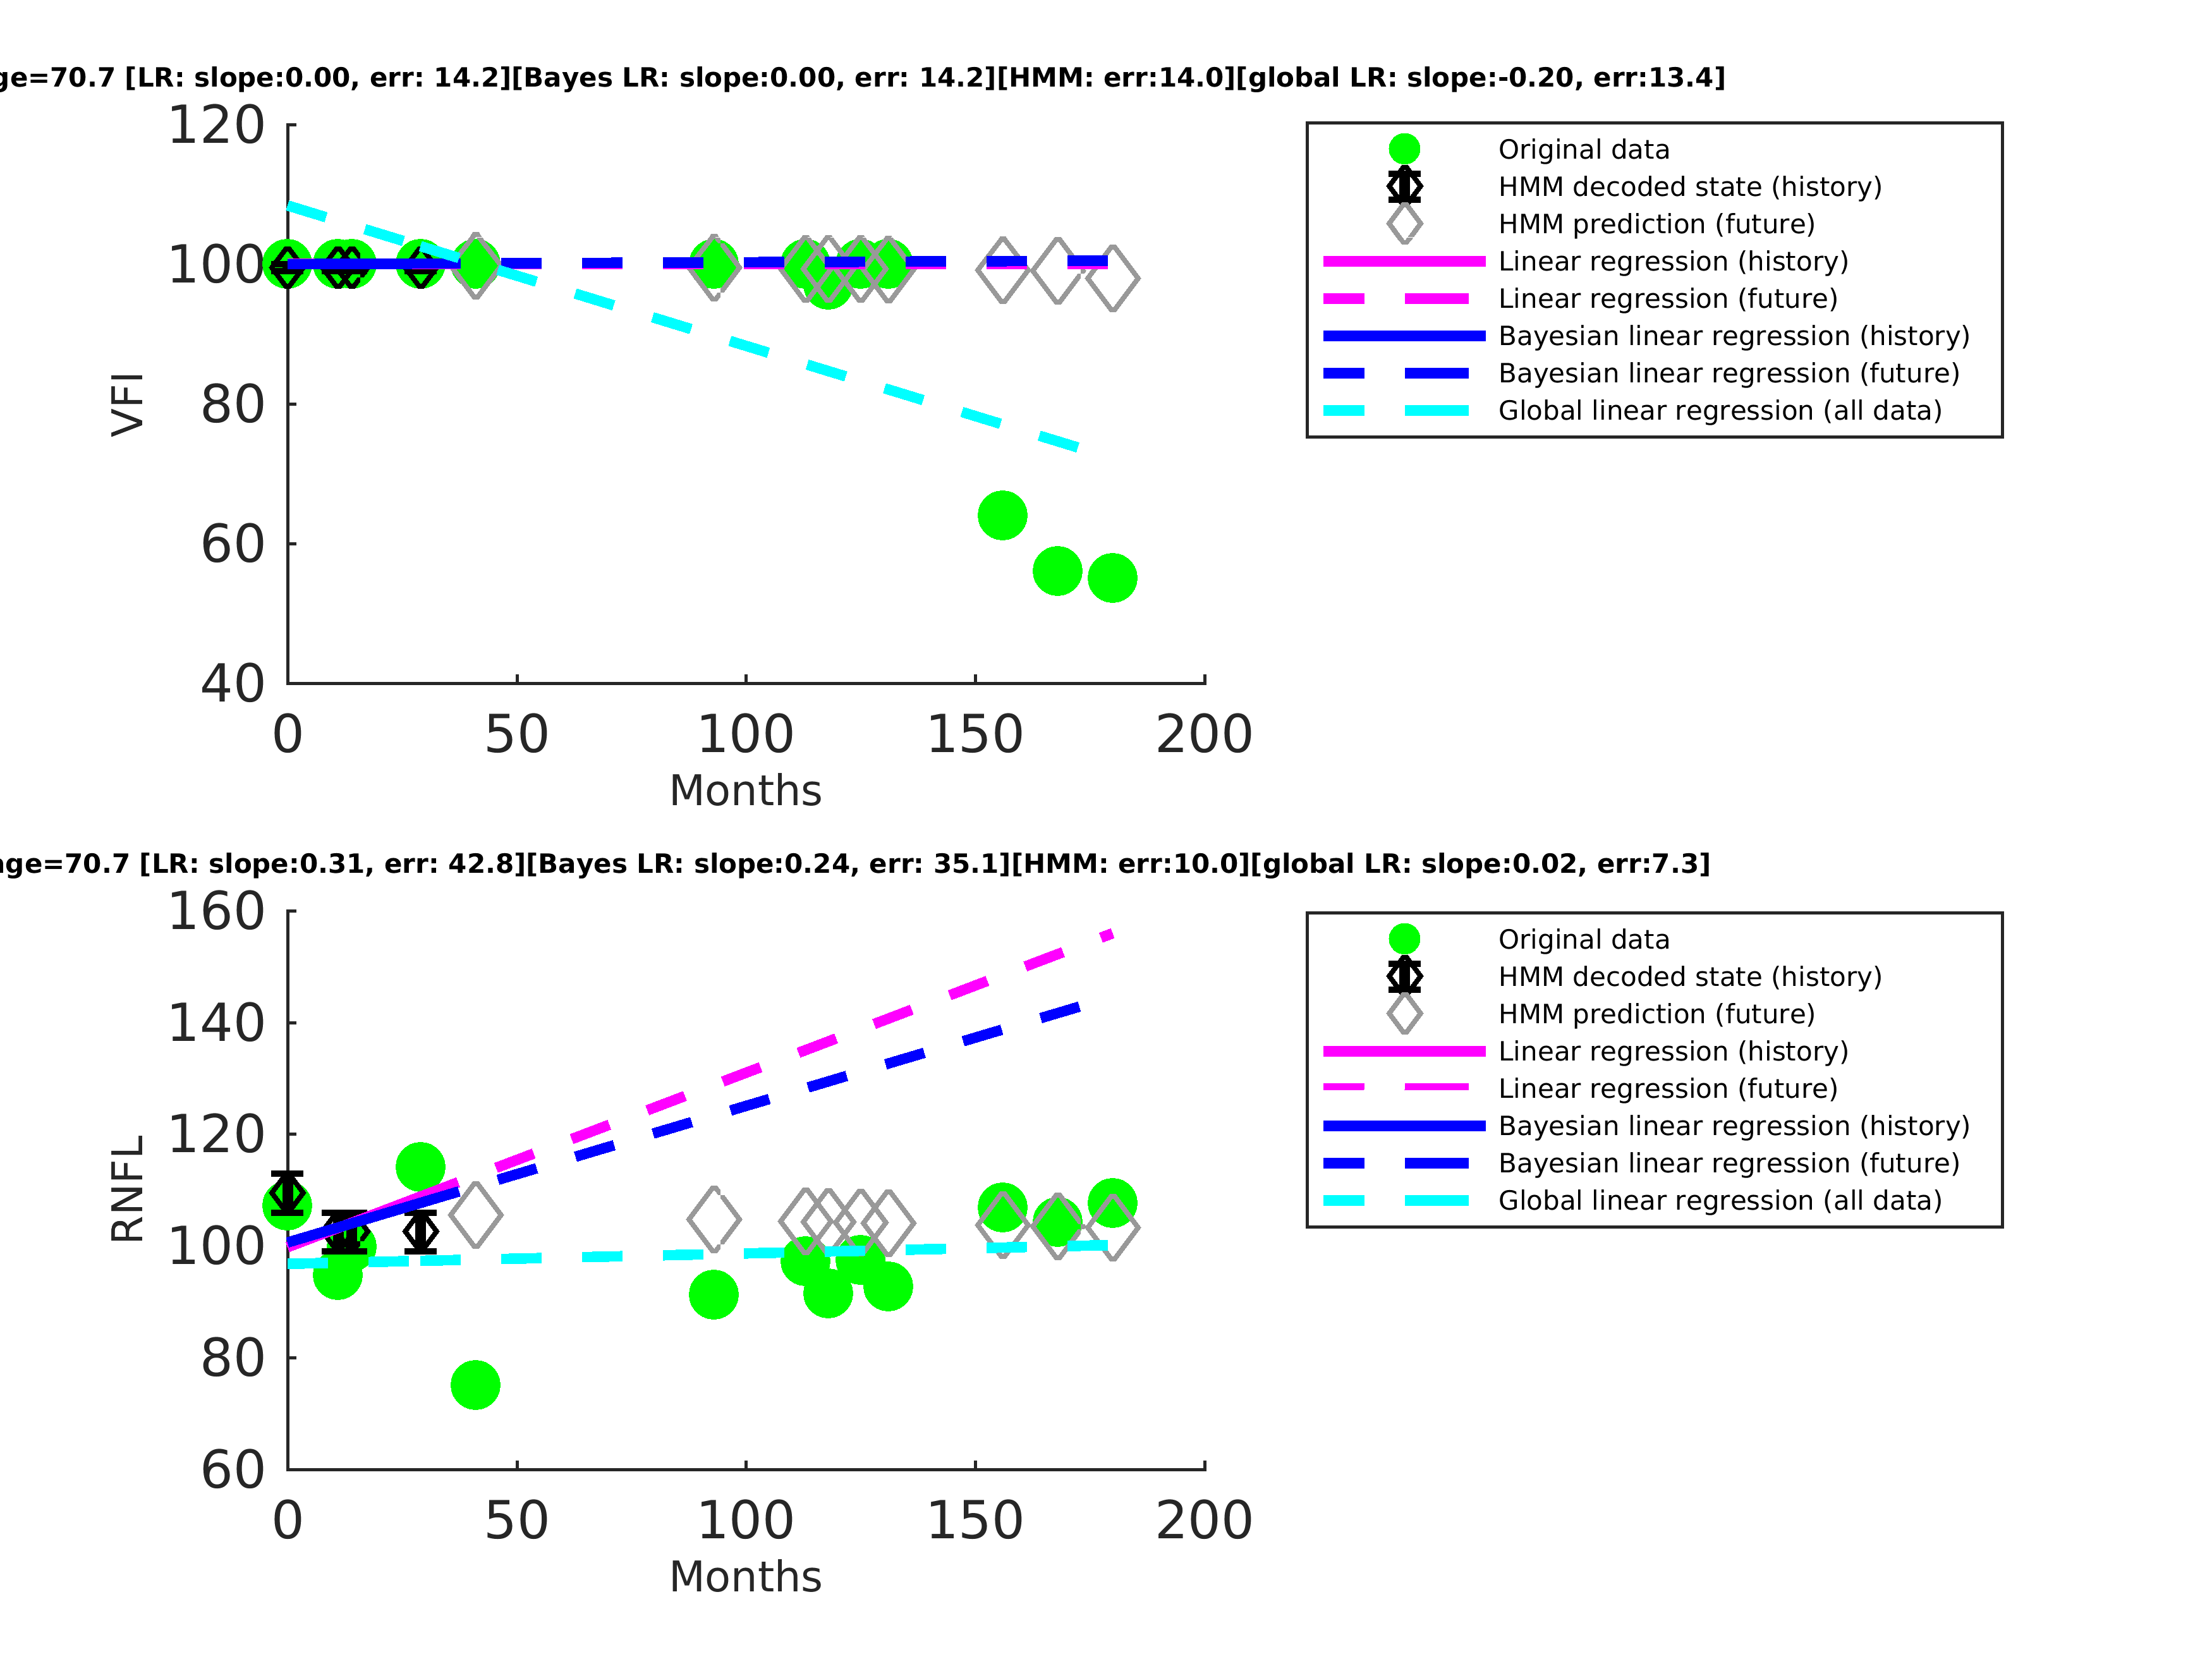 ge=70.7 [LR: slope:0.00, err: 14.2][Bayes LR: slope:0.00, err: 14.2][HMM: err:14.0][global LR: slope:-0.20, err:13.4]
120
100
80
60
40
VFI
0 50 100 150 200
Months
Original data
HMM decoded state (history)
HMM prediction (future)
Linear regression (history)
Linear regression (future)
Bayesian linear regression (history)
Bayesian linear regression (future)
Global linear regression (all data)
age=70.7 [LR: slope:0.31, err: 42.8][Bayes LR: slope:0.24, err: 35.1][HMM: err:10.0][global LR: slope:0.02, err:7.3]
160
140
120
100
80
60
RNFL
0 50 100 150 200
Months
Original data
HMM decoded state (history)
HMM prediction (future)
Linear regression (history)
Linear regression (future)
Bayesian linear regression (history)
Bayesian linear regression (future)
Global linear regression (all data)